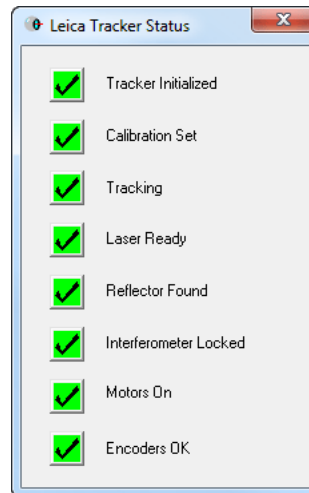 Leica Tracker Status
Tracker Initialized
Calibration Set
Tracking
Laser Ready
Reflector Found
Interferometer Locked
Motors On
Encoders OK